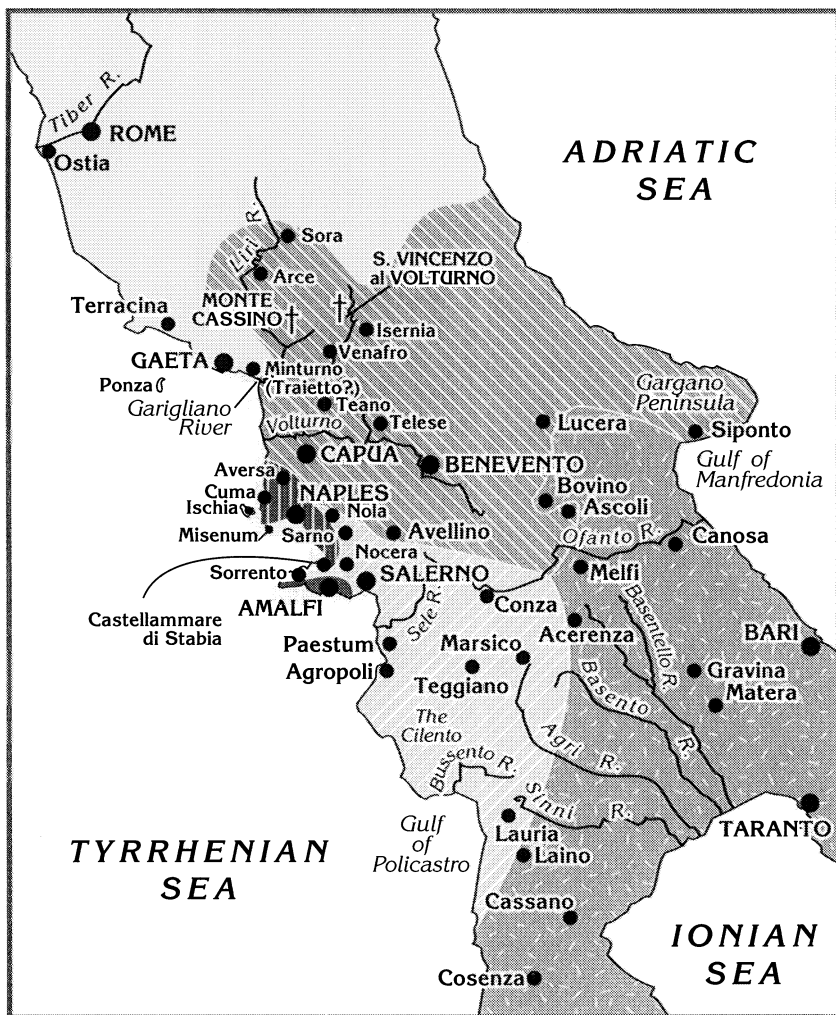 Tiber R.
ROME
Ostia
ADRIATIC
SEA
Liri R.
Sora
Arce
S. VINCENZO
al VOLTURNO
MONTE
CASSINO
Terracina
Isernia
Venafro
GAETA
Minturno
(Traietto?)
Ponza
Garigliano
River
Teano
Volturno
Telese
Gargano
Peninsula
Lucera
Siponto
Gulf of
Manfredonia
CAPUA
BENEVENTO
Aversa
Cuma
NAPLES
Ischia
Nola
Bovino
Ascoli
Misenum
Sarno
Avellino
Ofanto R.
Canosa
Nocera
Sorrento
SALERNO
Melfi
AMALFI
Conza
Castellammare
di Stabia
Sele R.
Acerenza
Basentello R.
BARI
Paestum
Marsico
Agropoli
Teggiano
Gravina
Matera
Basento R.
The
Cilento
Agri R.
Bussento R.
Sinni R.
Gulf
of
Policastro
Lauria
Laino
TARANTO
TYRRHENIAN
SEA
Cassano
IONIAN
SEA
Cosenza